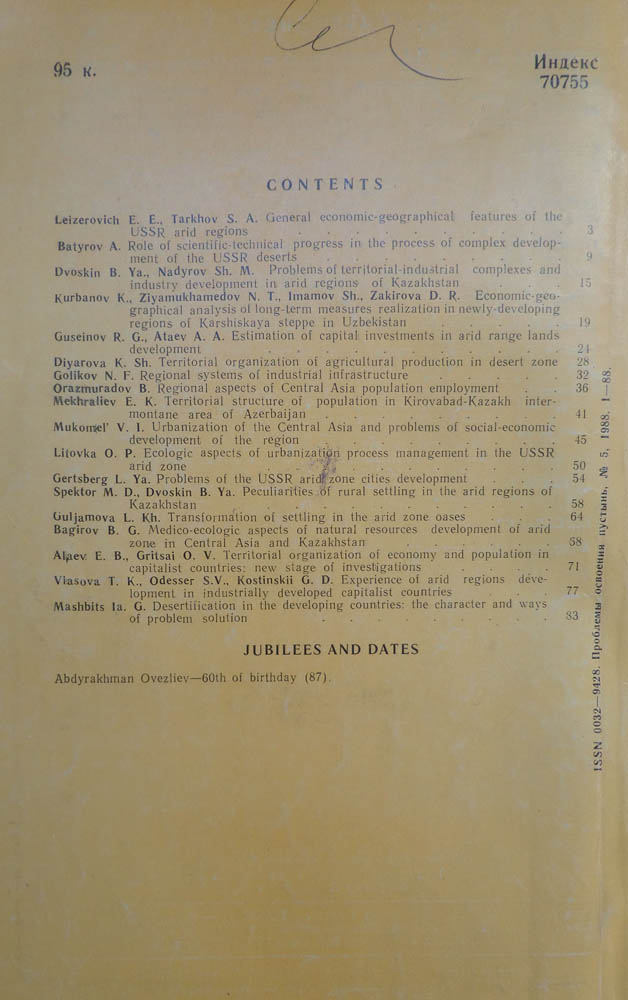 95 к.
Индекс
70755
CONTENTS
Leizerovich E. E., Tarkhov S. A. General economic-geographical features of the
USSR arid regions . . . . . . . . . 3
Batyrov A. Role of scientific-technical progress in the process of complex develop-
ment of the USSR deserts . . . . . . . . 9
Dvoskin B. Ya., Nadyrov Sh. M. Problems of territorial-industrial complexes and
industry development in arid regions of Kazakhstan . . . 15
Kurbanov K., Ziyamukhamedov N. T., Imamov Sh., Zakirova D. R. Economic-geo-
graphical analysis of long-term measures realization in newly-developing
regions of Karshiskaya steppe in Uzbekistan . . . . . 19
Guseinov R. G., Ataev A. A. Estimation of capital investments in arid range lands
development . . . . . . . . . . 24
Diyarova K. Sh. Territorial organization of agricultural production in desert zone 28
Golikov N. F. Regional systems of industrial infrastructure . . . . 32
Orazmuradov B. Regional aspects of Central Asia population employment . . 36
Mekhraliev E. K. Territorial structure of population in Kirovabad-Kazakh inter-
montane area of Azerbaijan . . . . . . . . 41
Mukomel' V. I. Urbanization of the Central Asia and problems of social-economic
development of the region . . . . . . . . 45
Litovka O. P. Ecologic aspects of urbanization process management in the USSR
arid zone . . . . . . . . . . . 50
Gertsberg L. Ya. Problems of the USSR arid zone cities development . . . 54
Spektor M. D., Dvoskin B. Ya. Peculiarities of rural settling in the arid regions of
Kazakhstan . . . . . . . . . . 58
Guljamova L. Kh. Transformation of settling in the arid zone oases . . . 64
Bagirov B. G. Medico-ecologic aspects of natural resources development of arid
zone in Central Asia and Kazakhstan . . . . . . 68
Alaev E. B., Gritsai O. V. Territorial organization of economy and population in
capitalist countries: new stage of investigations . . . . 71
Vlasova T. K., Odesser S.V., Kostinskii G. D. Experience of arid regions deve-
lopment in industrially developed capitalist countries . . . 77
Mashbits Ia. G. Desertification in the developing countries: the character and ways
of problem solution . . . . . . . . 83
JUBILEES AND DATES
Abdyrakhman Ovezliev—60th of birthday (87).
ISSN 0032—9428. Проблемы освоения пустынь, № 5, 1988. 1—88.